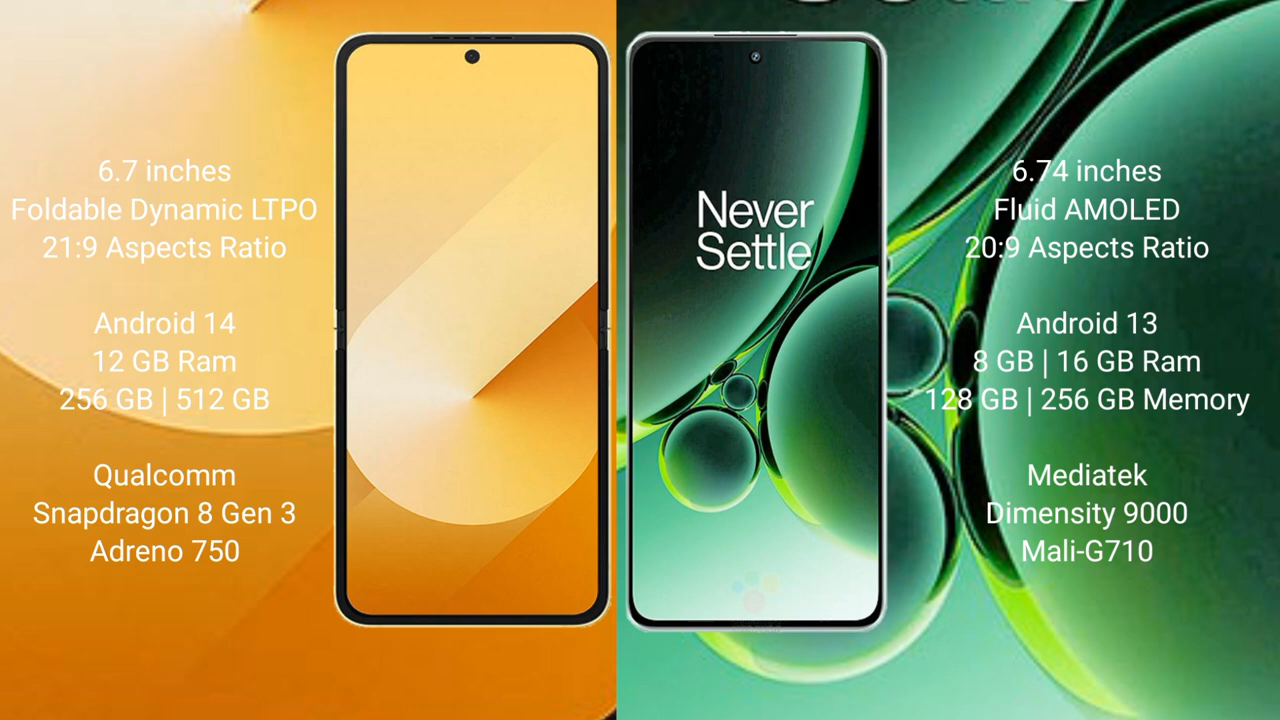 6.7 inches
Foldable Dynamic LTPO
21:9 Aspects Ratio
Android 14
12 GB Ram
256 GB | 512 GB
Qualcomm
Snapdragon 8 Gen 3
Adreno 750
Never
Settle
6.74 inches
Fluid AMOLED
20:9 Aspects Ratio
Android 13
8 GB | 16 GB Ram
128 GB | 256 GB Memory
Mediatek
Dimensity 9000
Mali-G710